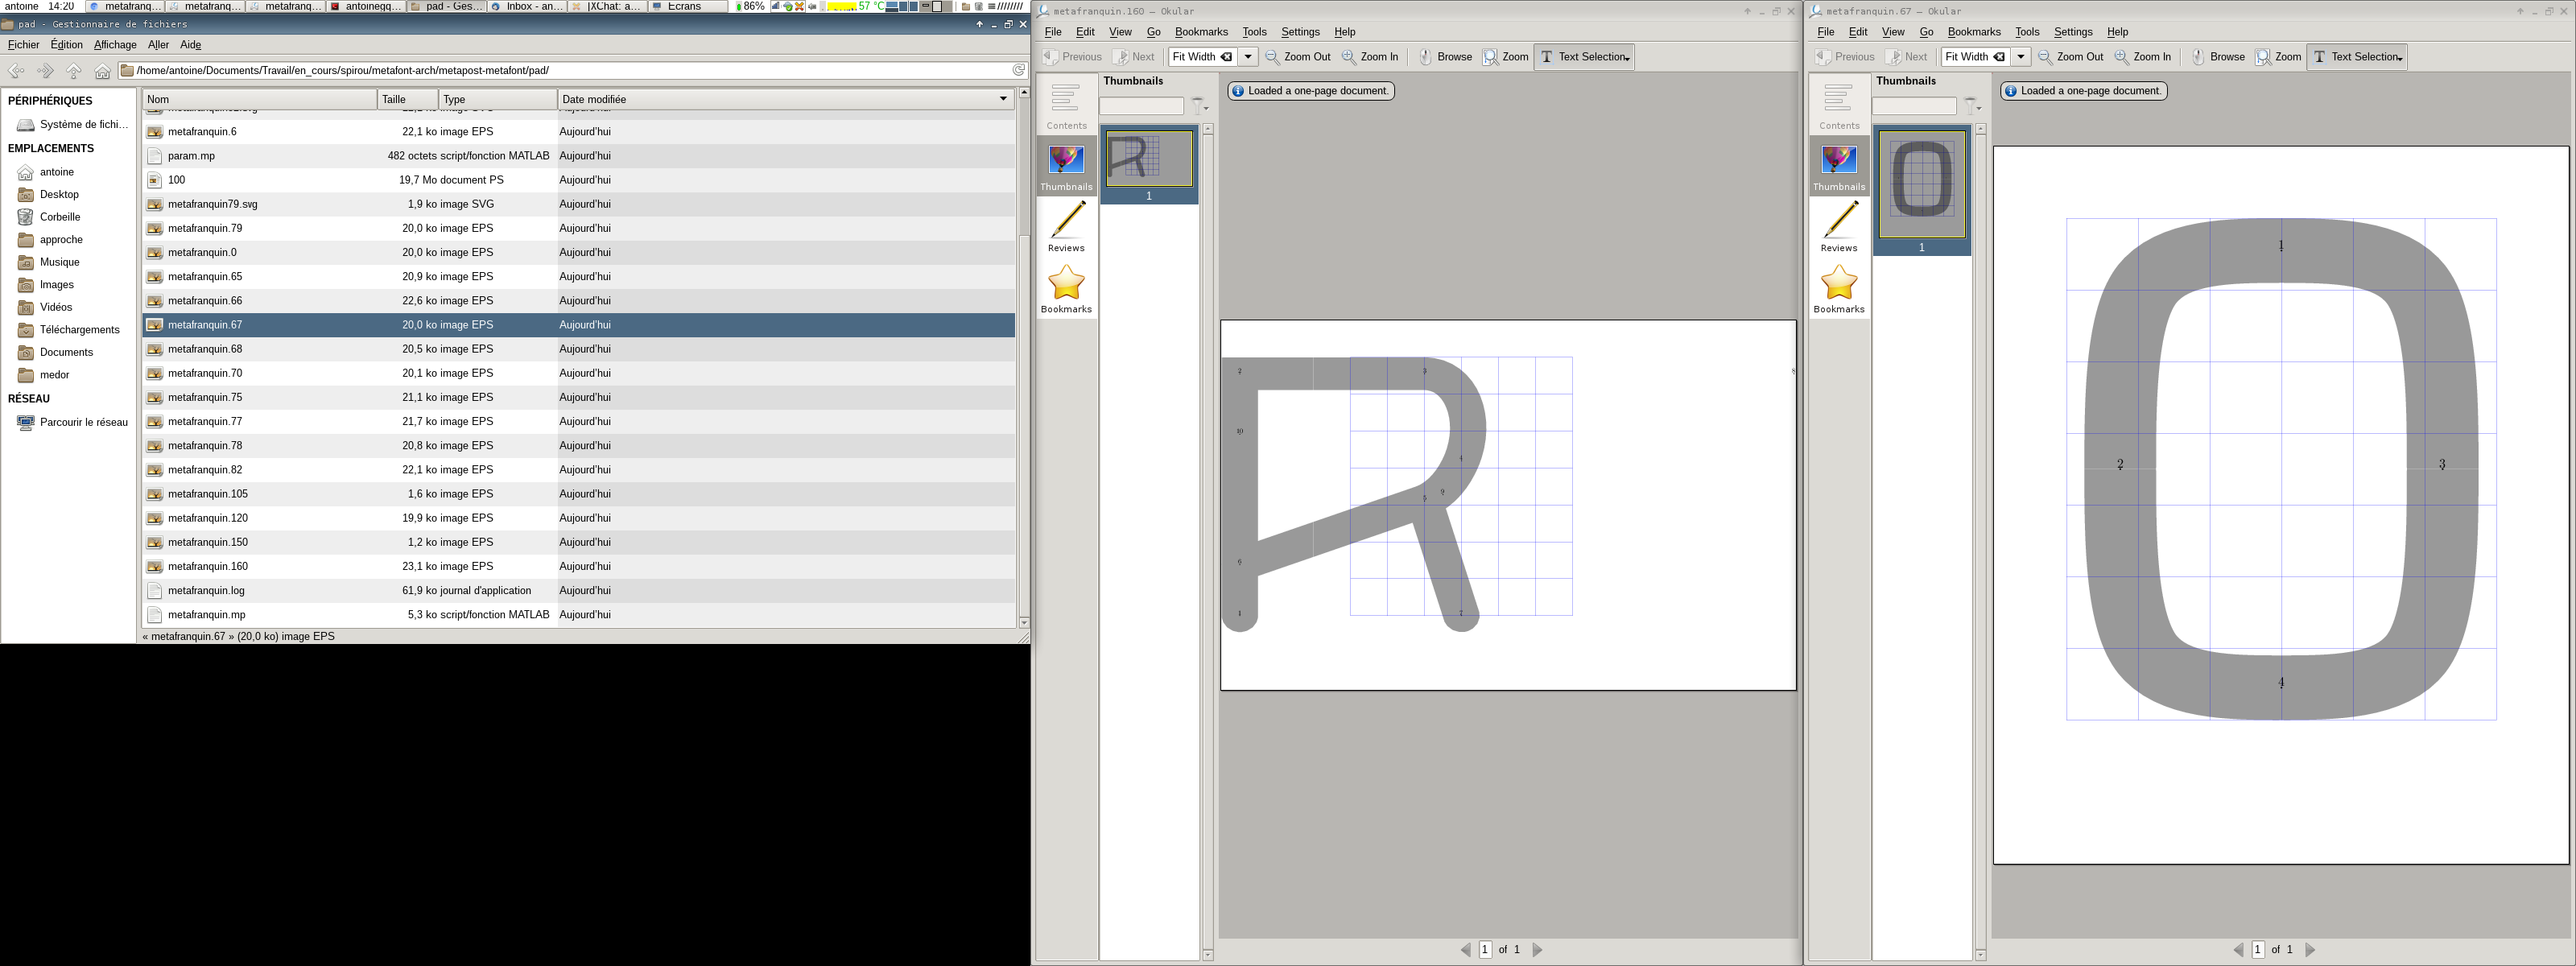 antoine 14:20 metafranq... metafranq... metafranq... antoinegq... pad - Ges... Inbox - an... |XChat: a... Ecrans 86% 57 °C
pad - Gestionnaire de fichiers
Fichier Édition Affichage Aller Aide
/home/antoine/Documents/Travail/en_cours/spirou/metafont-arch/metapost-metafont/pad/
PÉRIPHÉRIQUES
Système de fichi...
EMPLACEMENTS
antoine
Desktop
Corbeille
approche
Musique
Images
Vidéos
Téléchargements
Documents
medor
RÉSEAU
Parcourir le réseau
Nom Taille Type Date modifiée
metafranquin.6 22,1 ko image EPS Aujourd'hui
param.mp 482 octets script/fonction MATLAB Aujourd'hui
100 19,7 Mo document PS Aujourd'hui
metafranquin79.svg 1,9 ko image SVG Aujourd'hui
metafranquin.79 20,0 ko image EPS Aujourd'hui
metafranquin.0 20,0 ko image EPS Aujourd'hui
metafranquin.65 20,9 ko image EPS Aujourd'hui
metafranquin.66 22,6 ko image EPS Aujourd'hui
metafranquin.67 20,0 ko image EPS Aujourd'hui
metafranquin.68 20,5 ko image EPS Aujourd'hui
metafranquin.70 20,1 ko image EPS Aujourd'hui
metafranquin.75 21,1 ko image EPS Aujourd'hui
metafranquin.77 21,7 ko image EPS Aujourd'hui
metafranquin.78 20,8 ko image EPS Aujourd'hui
metafranquin.82 22,1 ko image EPS Aujourd'hui
metafranquin.105 1,6 ko image EPS Aujourd'hui
metafranquin.120 19,9 ko image EPS Aujourd'hui
metafranquin.150 1,2 ko image EPS Aujourd'hui
metafranquin.160 23,1 ko image EPS Aujourd'hui
metafranquin.log 61,9 ko journal d'application Aujourd'hui
metafranquin.mp 5,3 ko script/fonction MATLAB Aujourd'hui
« metafranquin.67 » (20,0 ko) image EPS
metafranquin.160 – Okular
File Edit View Go Bookmarks Tools Settings Help
Previous Next Fit Width Zoom Out Zoom In Browse Zoom Text Selection
Contents
Thumbnails
Reviews
Bookmarks
Thumbnails
1
Loaded a one-page document.
R
2
3
10
4
9
5
6
1
7
1 of 1
metafranquin.67 – Okular
File Edit View Go Bookmarks Tools Settings Help
Previous Next Fit Width Zoom Out Zoom In Browse Zoom Text Selection
Contents
Thumbnails
Reviews
Bookmarks
Thumbnails
1
Loaded a one-page document.
O
1
2 3
4
1 of 1